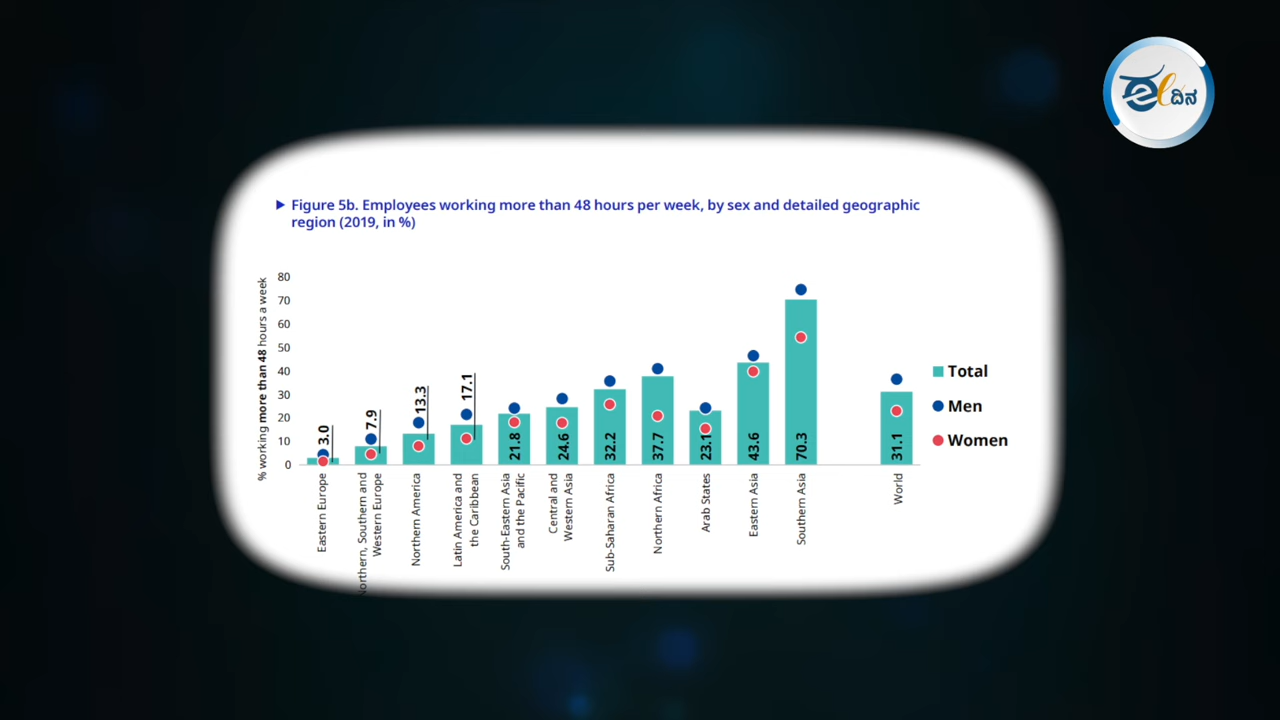 ಈ
el ದಿನ
Figure 5b. Employees working more than 48 hours per week, by sex and detailed geographic
region (2019, in %)
% working more than 48 hours a week
80
70
60
50
40
30
20
10
0
3.0
7.9
13.3
17.1
21.8
24.6
32.2
37.7
23.1
43.6
70.3
31.1
Eastern Europe
Northern, Southern and
Western Europe
Northern America
Latin America and
the Caribbean
South-Eastern Asia
and the Pacific
Central and
Western Asia
Sub-Saharan Africa
Northern Africa
Arab States
Eastern Asia
Southern Asia
World
Total
Men
Women